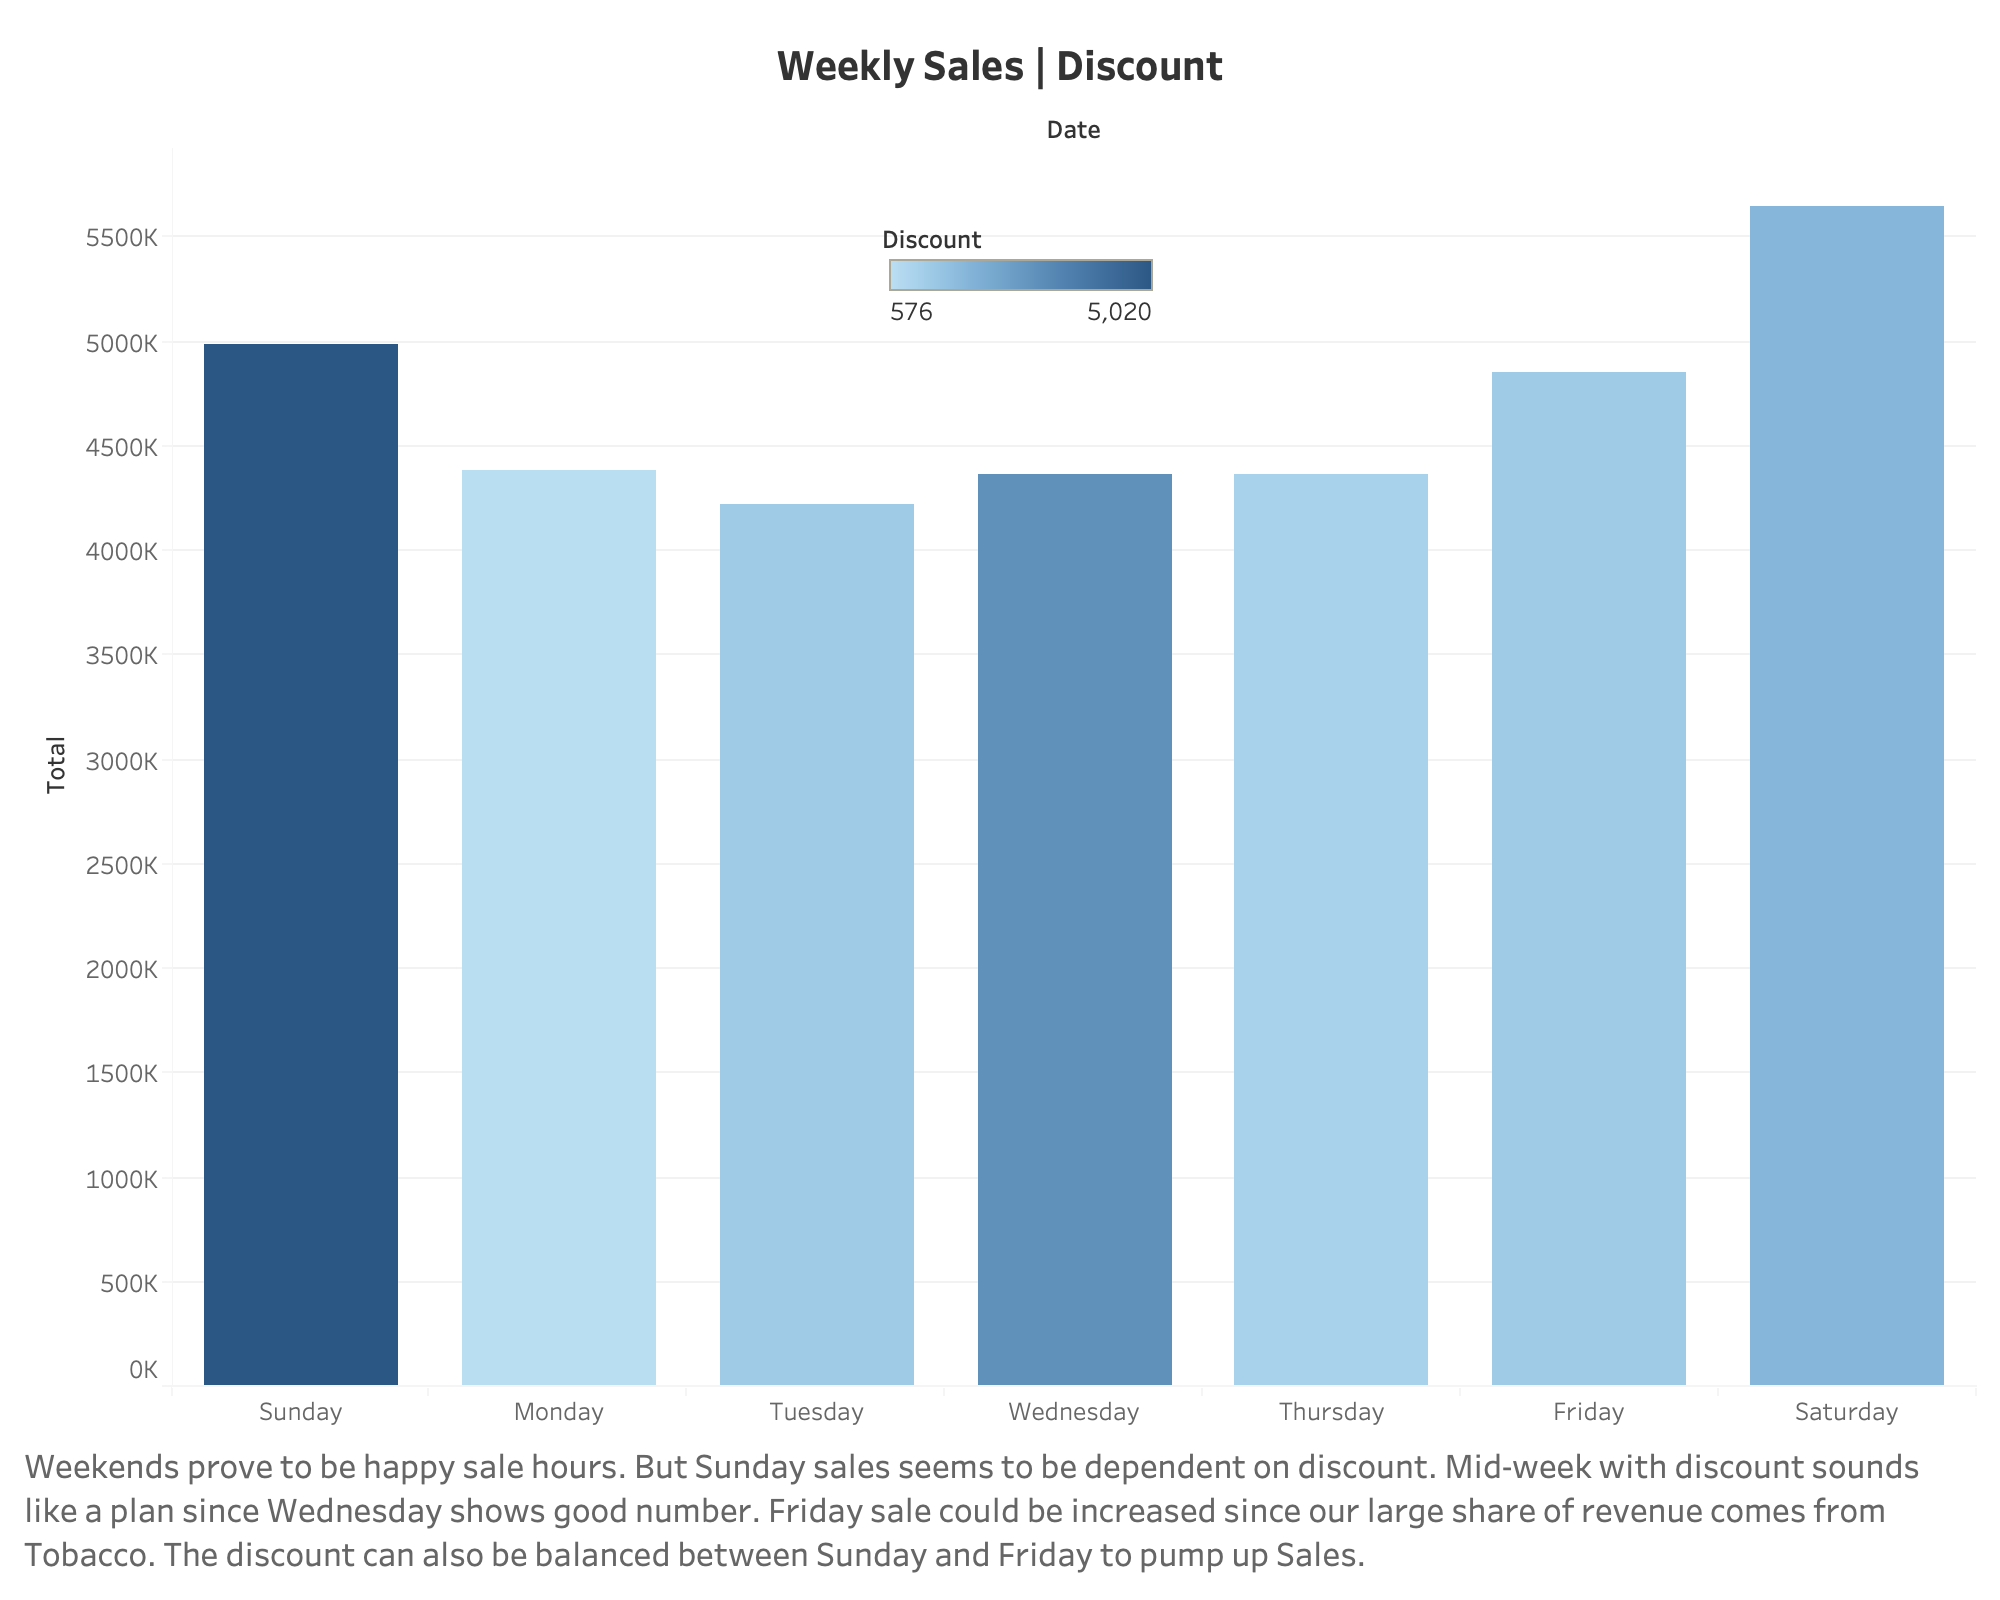 Weekly Sales | Discount
Date
Discount
576 5,020
5500K
5000K
4500K
4000K
3500K
3000K
2500K
2000K
1500K
1000K
500K
0K
Total
Sunday Monday Tuesday Wednesday Thursday Friday Saturday
Weekends prove to be happy sale hours. But Sunday sales seems to be dependent on discount. Mid-week with discount sounds
like a plan since Wednesday shows good number. Friday sale could be increased since our large share of revenue comes from
Tobacco. The discount can also be balanced between Sunday and Friday to pump up Sales.